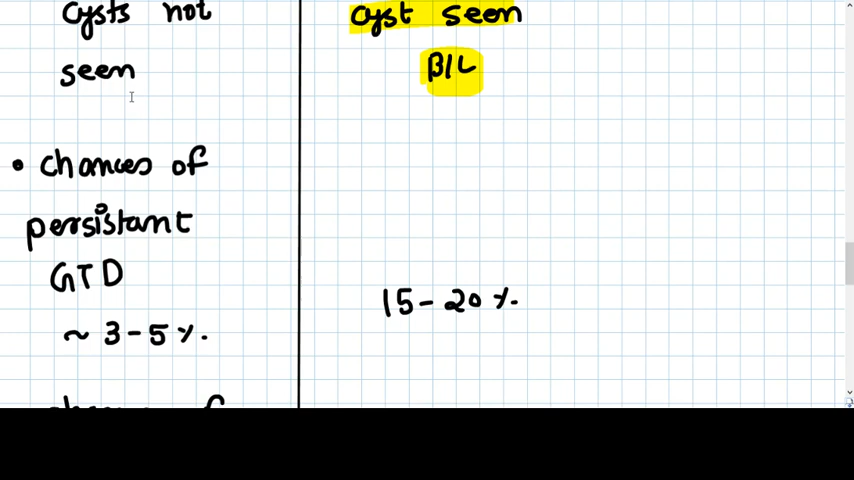 cysts not
seen
• chances of
persistant
GTD
~ 3-5 %.
cyst seen
B/L
15-20 %.